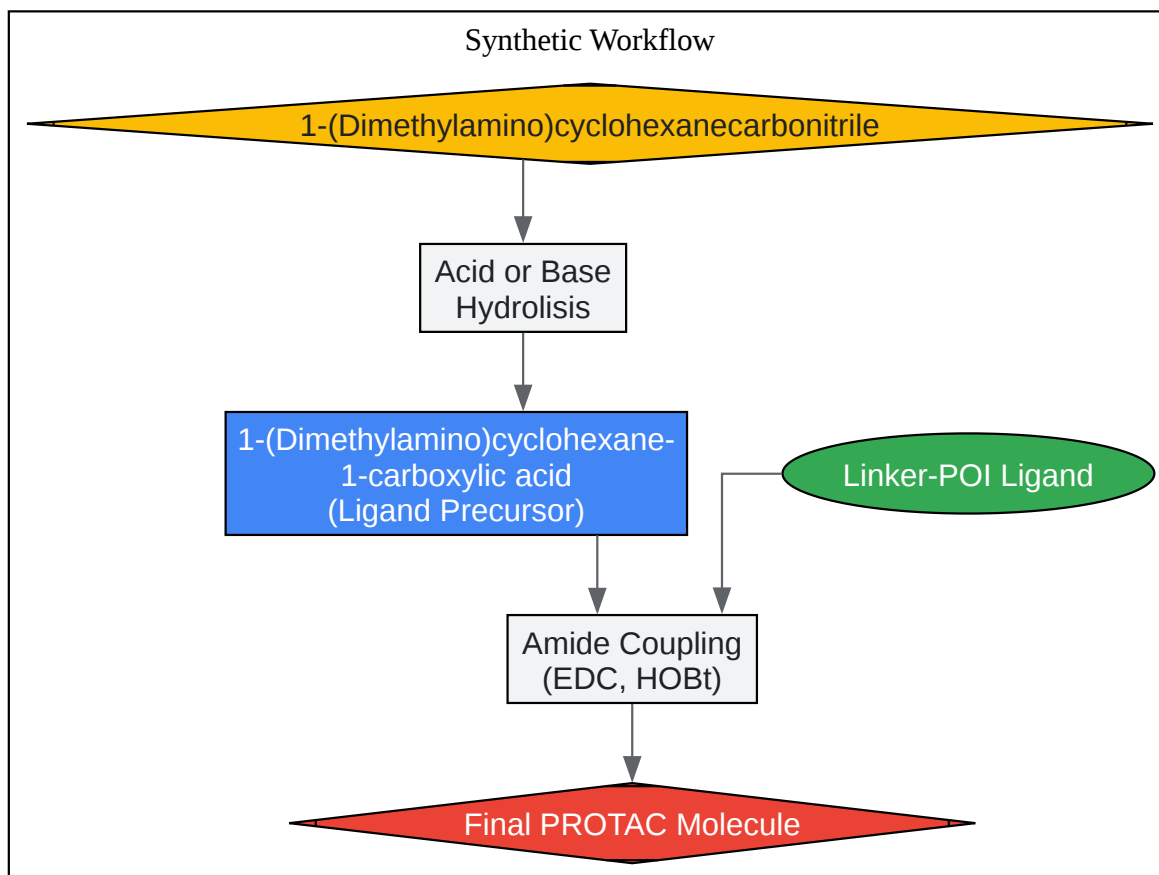 Synthetic Workflow
1-(Dimethylamino)cyclohexanecarbonitrile
Acid or Base
Hydrolisis
1-(Dimethylamino)cyclohexane-
1-carboxylic acid
(Ligand Precursor)
Linker-POI Ligand
Amide Coupling
(EDC, HOBt)
Final PROTAC Molecule